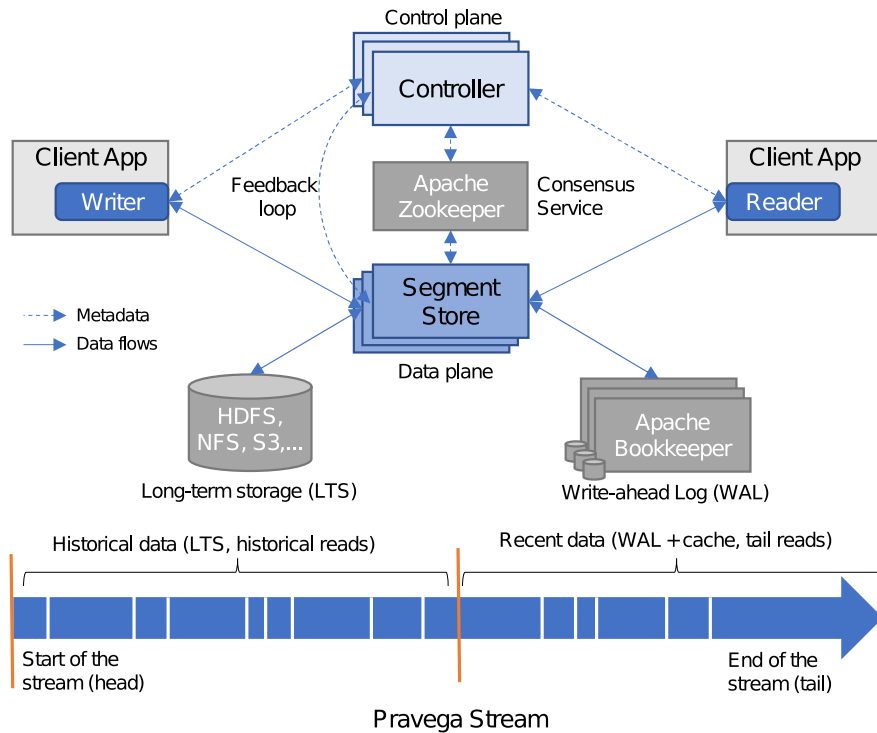 Control plane
Controller
Client App
Writer
Feedback
loop
Apache
Zookeeper
Consensus
Service
Client App
Reader
Segment
Store
Metadata
Data flows
Data plane
HDFS,
NFS, S3,...
Apache
Bookkeeper
Long-term storage (LTS)
Write-ahead Log (WAL)
Historical data (LTS, historical reads)
Recent data (WAL + cache, tail reads)
Start of the
stream (head)
End of the
stream (tail)
Pravega Stream